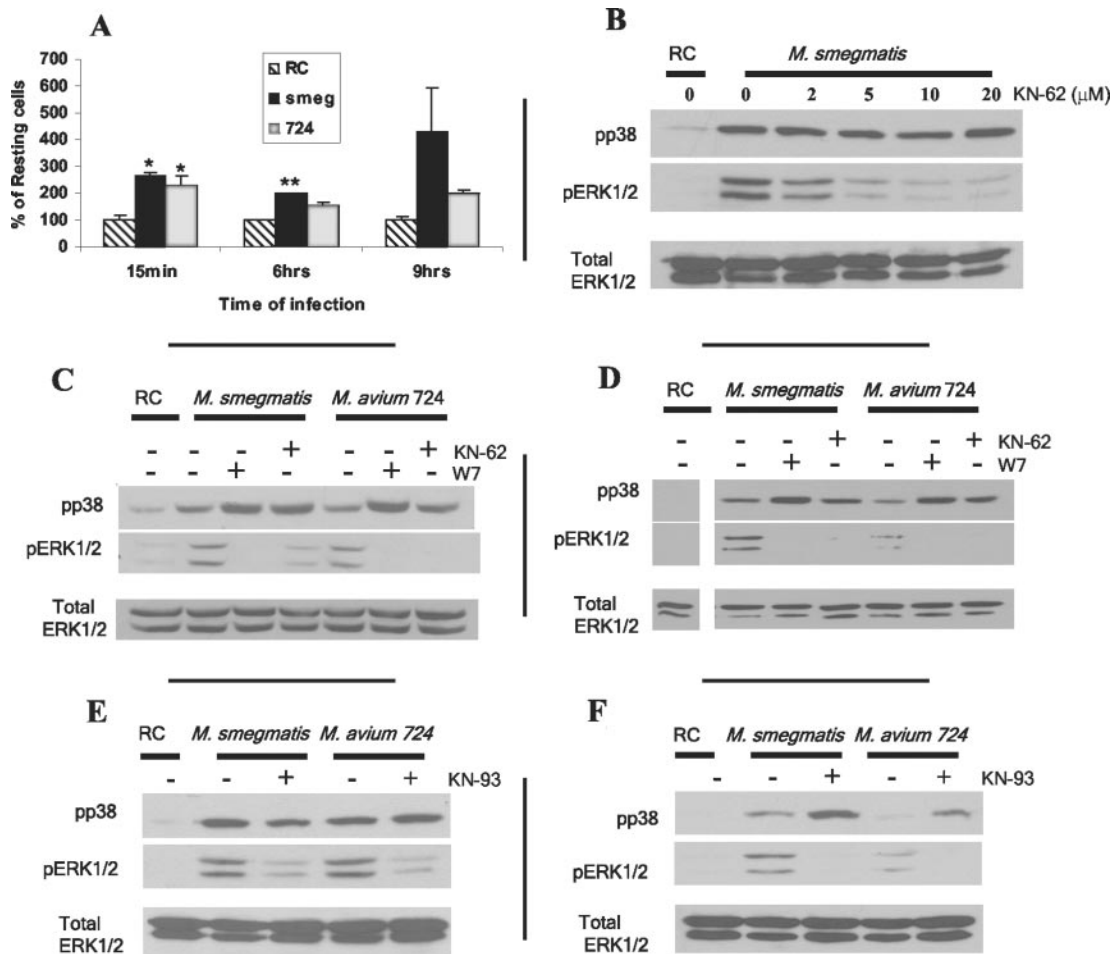 A
700
600
500
400
300
200
100
0
% of Resting cells
RC
smeg
724
*
*
**
15min
6hrs
9hrs
Time of infection
B
RC
M. smegmatis
0 0 2 5 10 20 KN-62 (μM)
pp38
pERK1/2
Total
ERK1/2
C
RC M. smegmatis M. avium 724
- - - + - - + KN-62
- - + - - + - W7
pp38
pERK1/2
Total
ERK1/2
D
RC M. smegmatis M. avium 724
- - - + - - + KN-62
- - + - - + - W7
pp38
pERK1/2
Total
ERK1/2
E
RC M. smegmatis M. avium 724
- - + - + KN-93
pp38
pERK1/2
Total
ERK1/2
F
RC M. smegmatis M. avium 724
- - + - + KN-93
pp38
pERK1/2
Total
ERK1/2